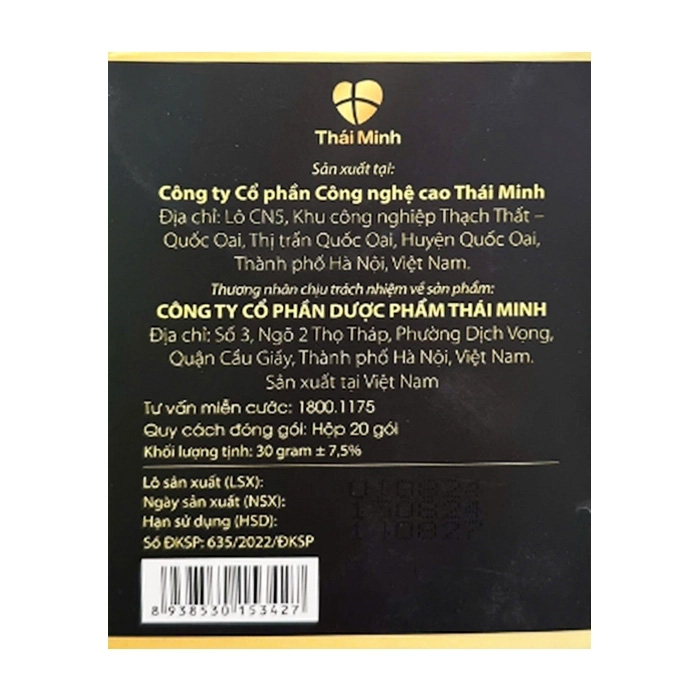 Thái Minh
Sản xuất tại:
Công ty Cổ phần Công nghệ cao Thái Minh
Địa chỉ: Lô CN5, Khu công nghiệp Thạch Thất –
Quốc Oai, Thị trấn Quốc Oai, Huyện Quốc Oai,
Thành phố Hà Nội, Việt Nam.
Thương nhân chịu trách nhiệm về sản phẩm:
CÔNG TY CỔ PHẦN DƯỢC PHẨM THÁI MINH
Địa chỉ: Số 3, Ngõ 2 Thọ Tháp, Phường Dịch Vọng,
Quận Cầu Giấy, Thành phố Hà Nội, Việt Nam.
Sản xuất tại Việt Nam
Tư vấn miễn cước: 1800.1175
Quy cách đóng gói: Hộp 20 gói
Khối lượng tịnh: 30 gram ± 7,5%
Lô sản xuất (LSX):
Ngày sản xuất (NSX):
Hạn sử dụng (HSD):
Số ĐKSP: 635/2022/ĐKSP
8 938530 153427